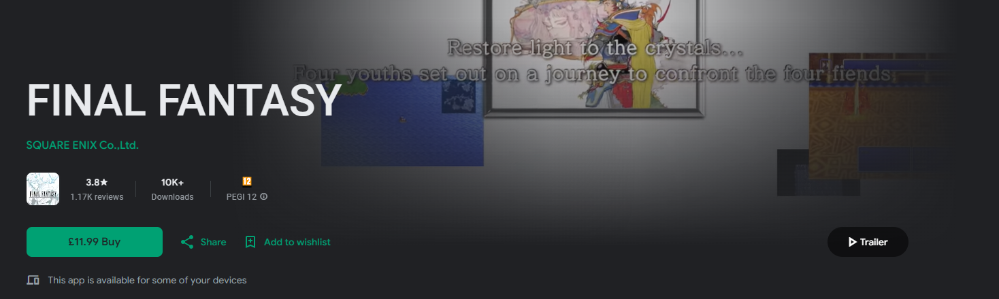 Restore light to the crystals...
Four youths set out on a journey to confront the four fiends.
FINAL FANTASY
SQUARE ENIX Co.,Ltd.
FINAL FANTASY
3.8★
1.17K reviews
10K+
Downloads
12
PEGI 12
£11.99 Buy
Share
Add to wishlist
Trailer
This app is available for some of your devices